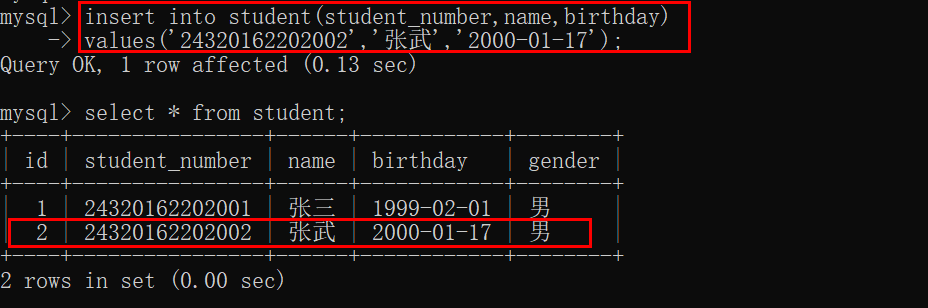 mysql> insert into student(student_number,name,birthday)
    -> values('24320162202002','张武','2000-01-17');
Query OK, 1 row affected (0.13 sec)
mysql> select * from student;
+----+----------------+------+------------+--------+
| id | student_number | name | birthday   | gender |
+----+----------------+------+------------+--------+
|  1 | 24320162202001 | 张三 | 1999-02-01 | 男     |
|  2 | 24320162202002 | 张武 | 2000-01-17 | 男     |
+----+----------------+------+------------+--------+
2 rows in set (0.00 sec)